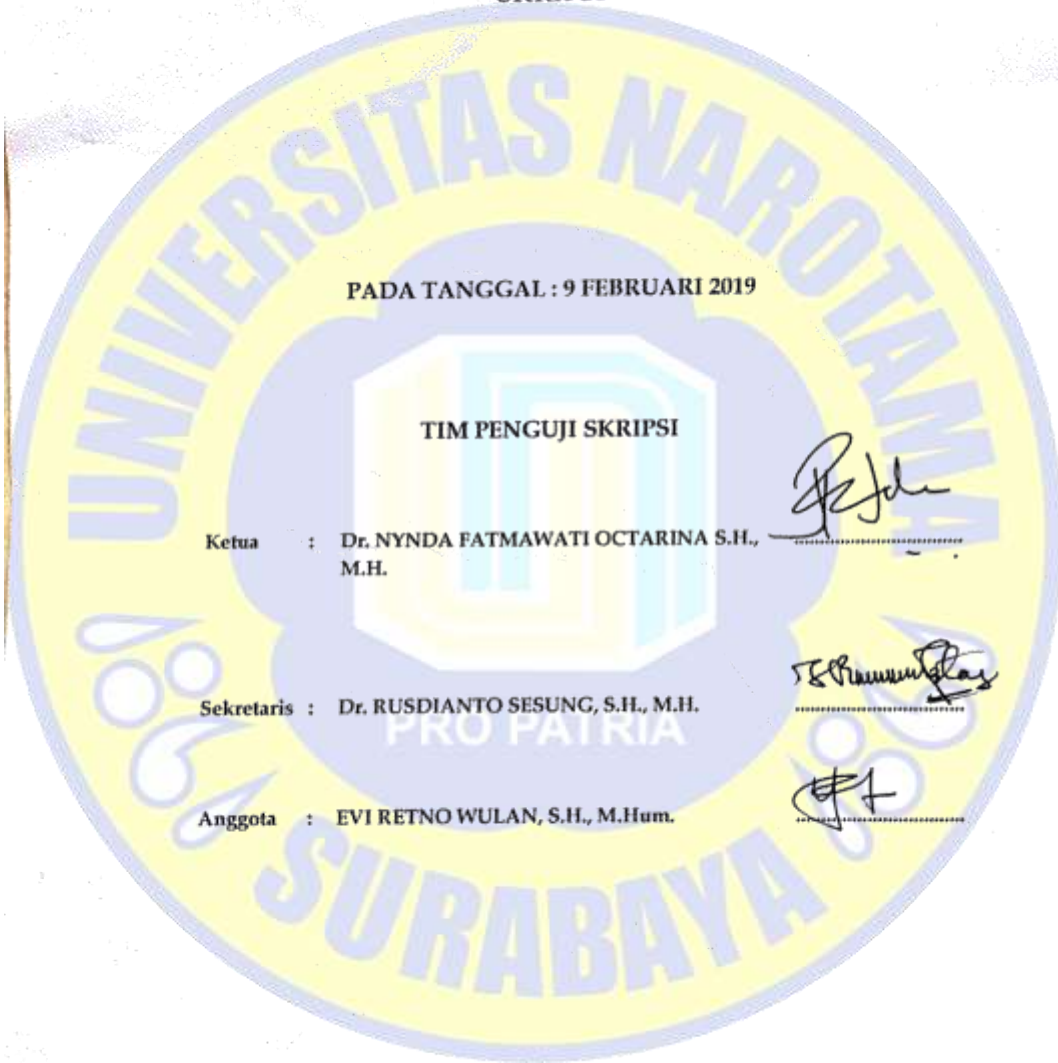 UNIVERSITAS NAROTAMA
PADA TANGGAL : 9 FEBRUARI 2019
TIM PENGUJI SKRIPSI
Ketua : Dr. NYNDA FATMAWATI OCTARINA S.H.,
M.H.
Sekretaris : Dr. RUSDIANTO SESUNG, S.H., M.H.
PRO PATRIA
Anggota : EVI RETNO WULAN, S.H., M.Hum.
SURABAYA